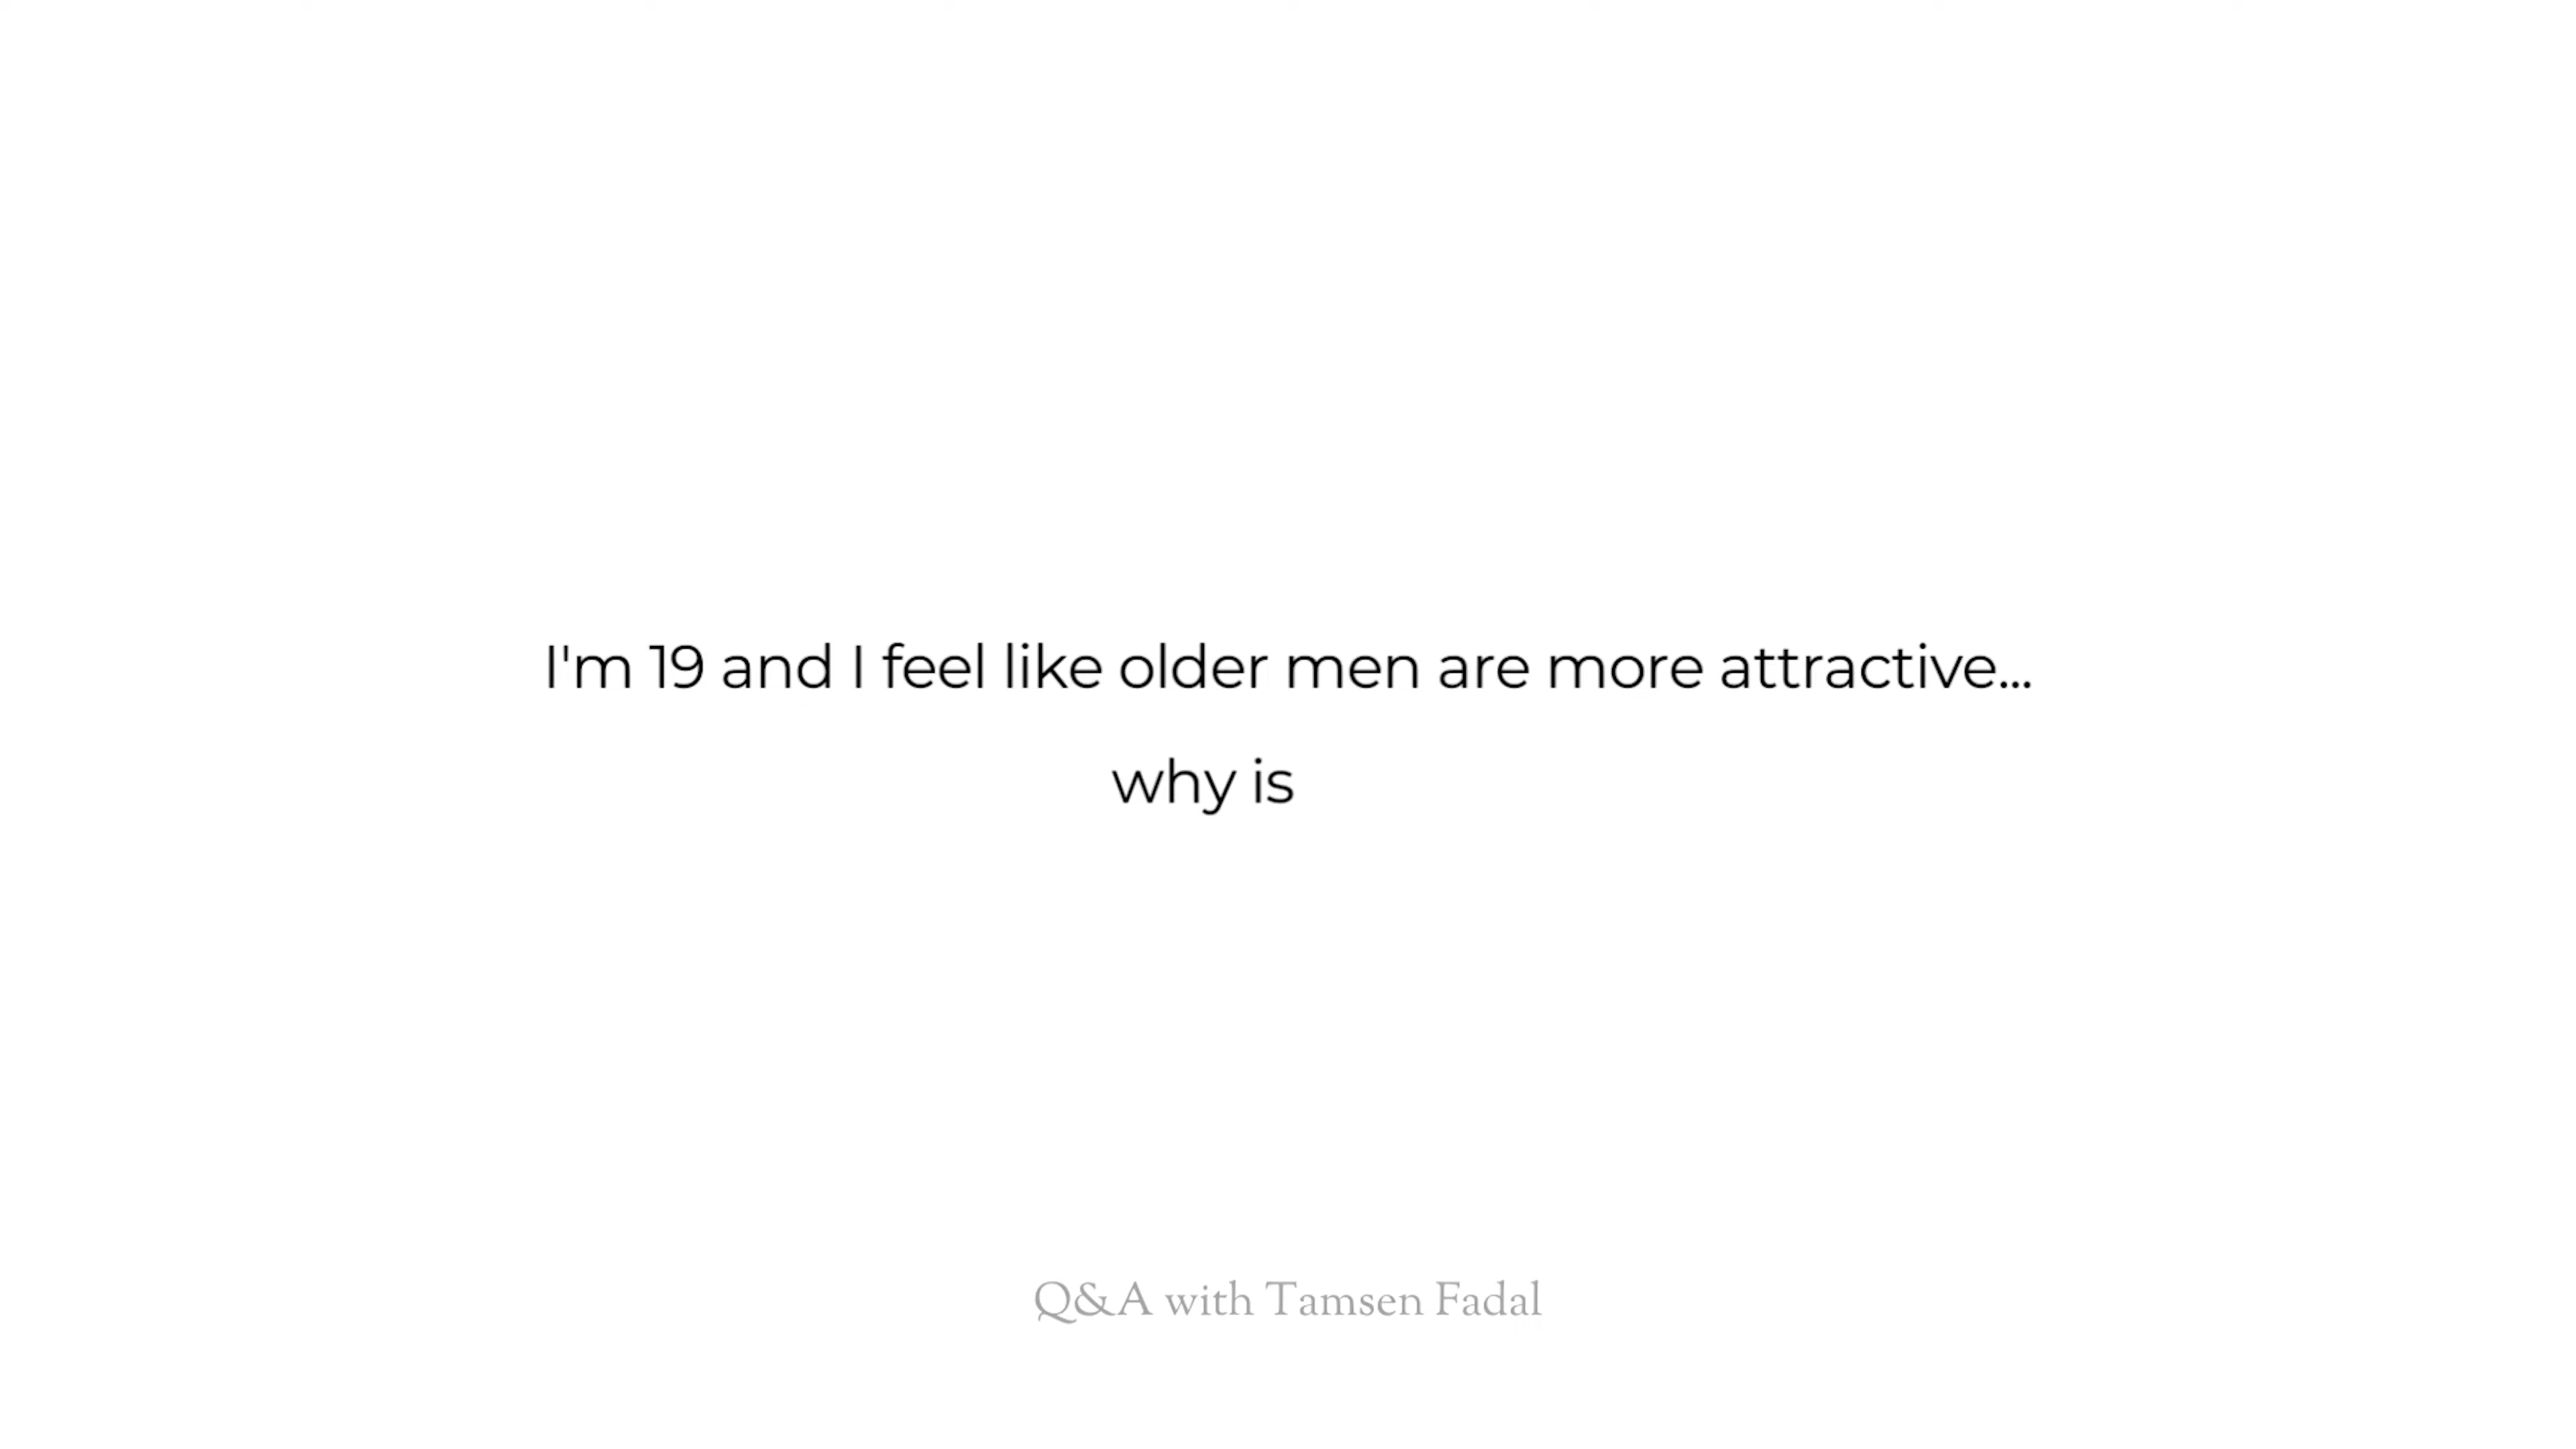 I'm 19 and I feel like older men are more attractive...
why is
Q&A with Tamsen Fadal